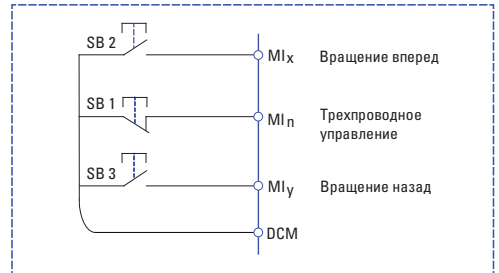 SB 2
MIx
Вращение вперед
SB 1
MIn
Трехпроводное
управление
SB 3
MIy
Вращение назад
DCM